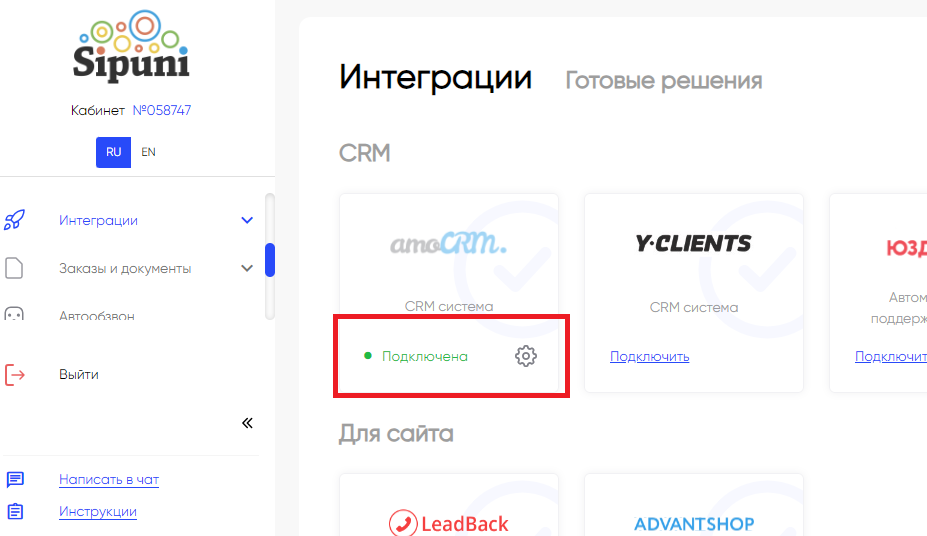 Sipuni
Кабинет №058747
RU EN
Интеграции
Заказы и документы
Автообзвон
Выйти
Написать в чат
Инструкции
Интеграции Готовые решения
CRM
amoCRM.
CRM система
Подключена
Y·CLIENTS
CRM система
Подключить
ЮЗД
Автом
поддерж
Подключит
Для сайта
LeadBack
ADVANTSHOP